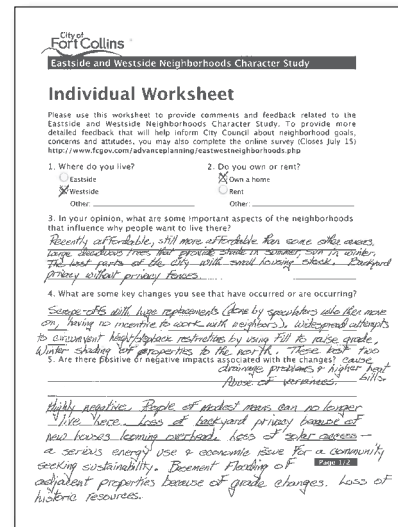 City of
Fort Collins
Eastside and Westside Neighborhoods Character Study
Individual Worksheet
Please use this worksheet to provide comments and feedback related to the
Eastside and Westside Neighborhoods Character Study. To provide more
detailed feedback that will help inform City Council about neighborhood goals,
concerns and attitudes, you may also complete the online survey (Closes July 15)
http://www.fcgov.com/advanceplanning/eastwestneighborhoods.php
1. Where do you live?
Eastside
Westside
Other:
2. Do you own or rent?
Own a home
Rent
Other:
3. In your opinion, what are some important aspects of the neighborhoods
that influence why people want to live there?
Recently affordable, still more affordable than some other areas.
Large deciduous trees that provide shade in summer, sun in winter.
The last parts of the city with small housing stock. Backyard
privacy without privacy fences.
4. What are some key changes you see that have occurred or are occurring?
Scrape-offs with huge replacements (done by speculators who then move
on, having no incentive to work with neighbors). Widespread attempts
to circumvent height/setback restrictions by using fill to raise grade.
Winter shading of properties to the north. These last two
cause
drainage problems & higher heat
bills.
Abuse of variances.
5. Are there positive or negative impacts associated with the changes?
Highly negative. People of modest means can no longer
live here. Loss of backyard privacy because of
new houses looming overhead. Loss of solar access —
a serious energy use & economic issue for a community
seeking sustainability. Basement flooding of
adjacent properties because of grade changes. Loss of
historic resources.
Page 1/2